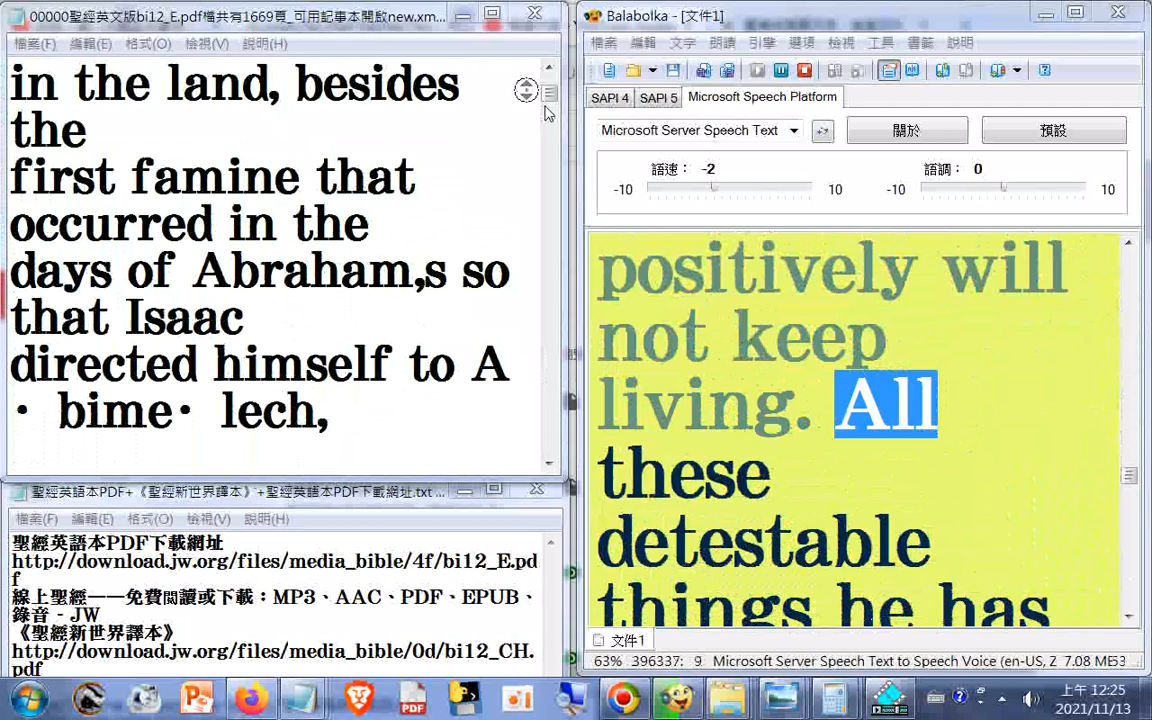 00000聖經英文版bi12_E.pdf檔共有1669頁_可用記事本開啟new.xm...
檔案(F) 編輯(E) 格式(O) 檢視(V) 說明(H)
in the land, besides
the
first famine that
occurred in the
days of Abraham,s so
that Isaac
directed himself to A
· bime· lech,
聖經英語本PDF+《聖經新世界譯本》+聖經英語本PDF下載網址.txt ...
檔案(F) 編輯(E) 格式(O) 檢視(V) 說明(H)
聖經英語本PDF下載網址
http://download.jw.org/files/media_bible/4f/bi12_E.pd
f
線上聖經——免費閱讀或下載：MP3、AAC、PDF、EPUB、
錄音 - JW
《聖經新世界譯本》
http://download.jw.org/files/media_bible/0d/bi12_CH.
pdf
Balabolka - [文件1]
檔案 編輯 文字 朗讀 引擎 選項 檢視 工具 書籤 說明
SAPI 4 SAPI 5 Microsoft Speech Platform
Microsoft Server Speech Text 關於 預設
語速： -2 語調： 0
-10 10 -10 10
positively will
not keep
living. All
these
detestable
things he has
文件1
63% 396337: 9 Microsoft Server Speech Text to Speech Voice (en-US, Z 7.08 MB
上午 12:25
2021/11/13